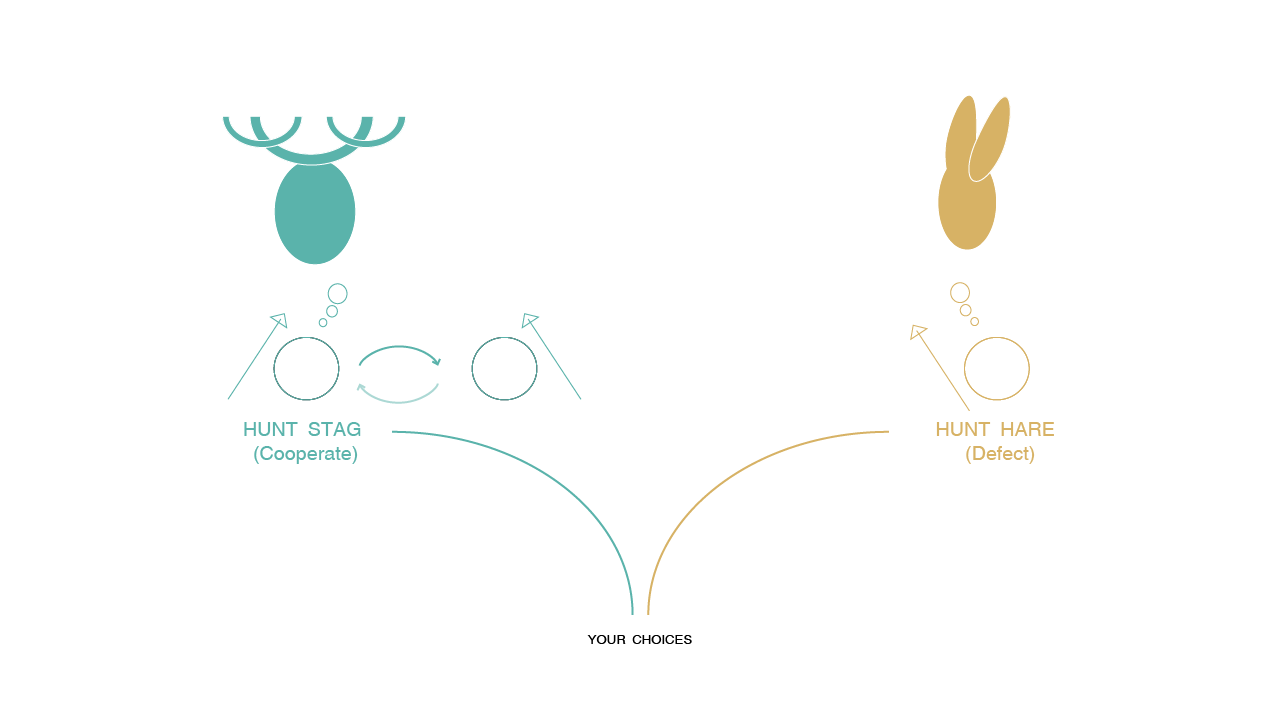 HUNT STAG
(Cooperate)
HUNT HARE
(Defect)
YOUR CHOICES